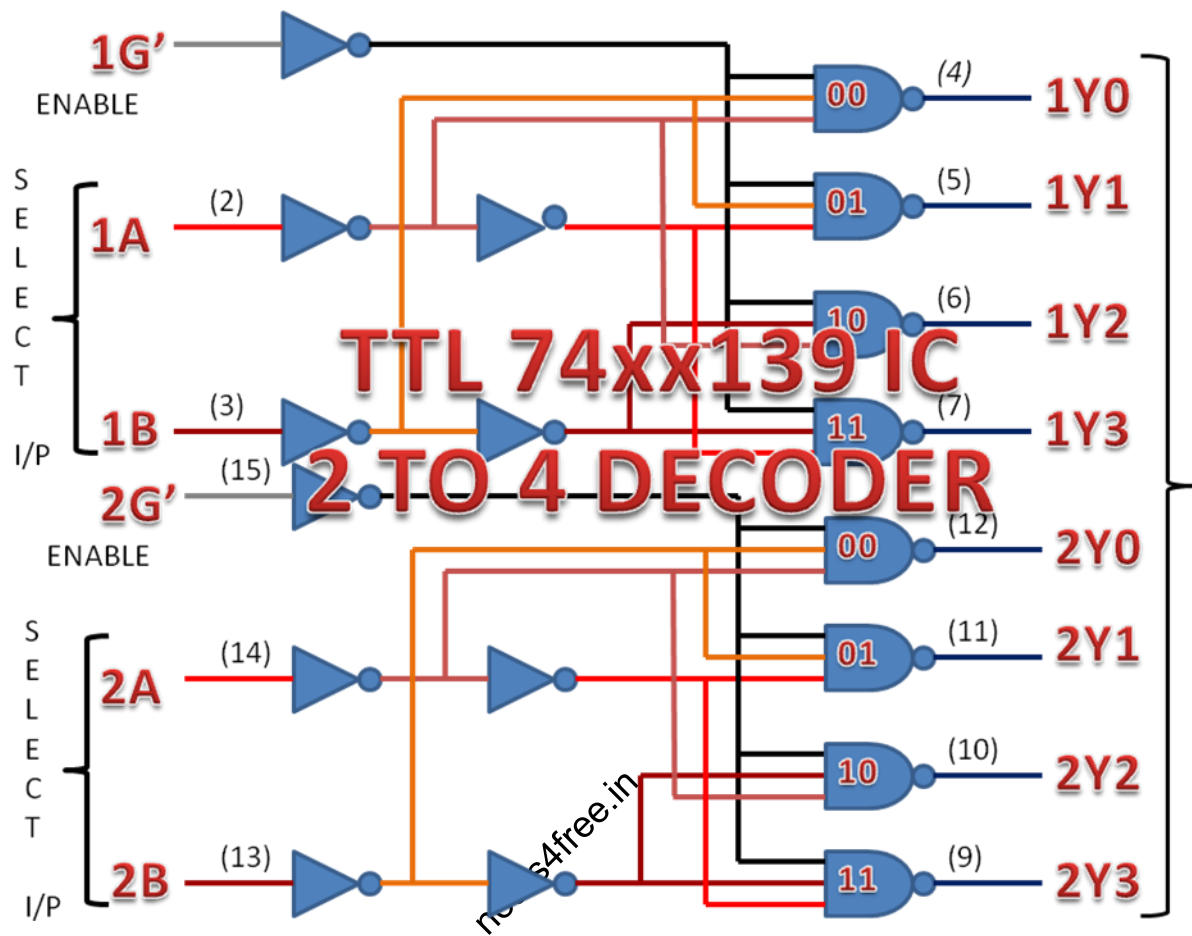 1G’
ENABLE
SELECT
I/P
(2)
1A
(3)
1B
00
(4)
1Y0
01
(5)
1Y1
10
(6)
1Y2
11
(7)
1Y3
TTL 74xx139 IC
2 TO 4 DECODER
(15)
2G’
ENABLE
SELECT
I/P
(14)
2A
(13)
2B
00
(12)
2Y0
01
(11)
2Y1
10
(10)
2Y2
11
(9)
2Y3